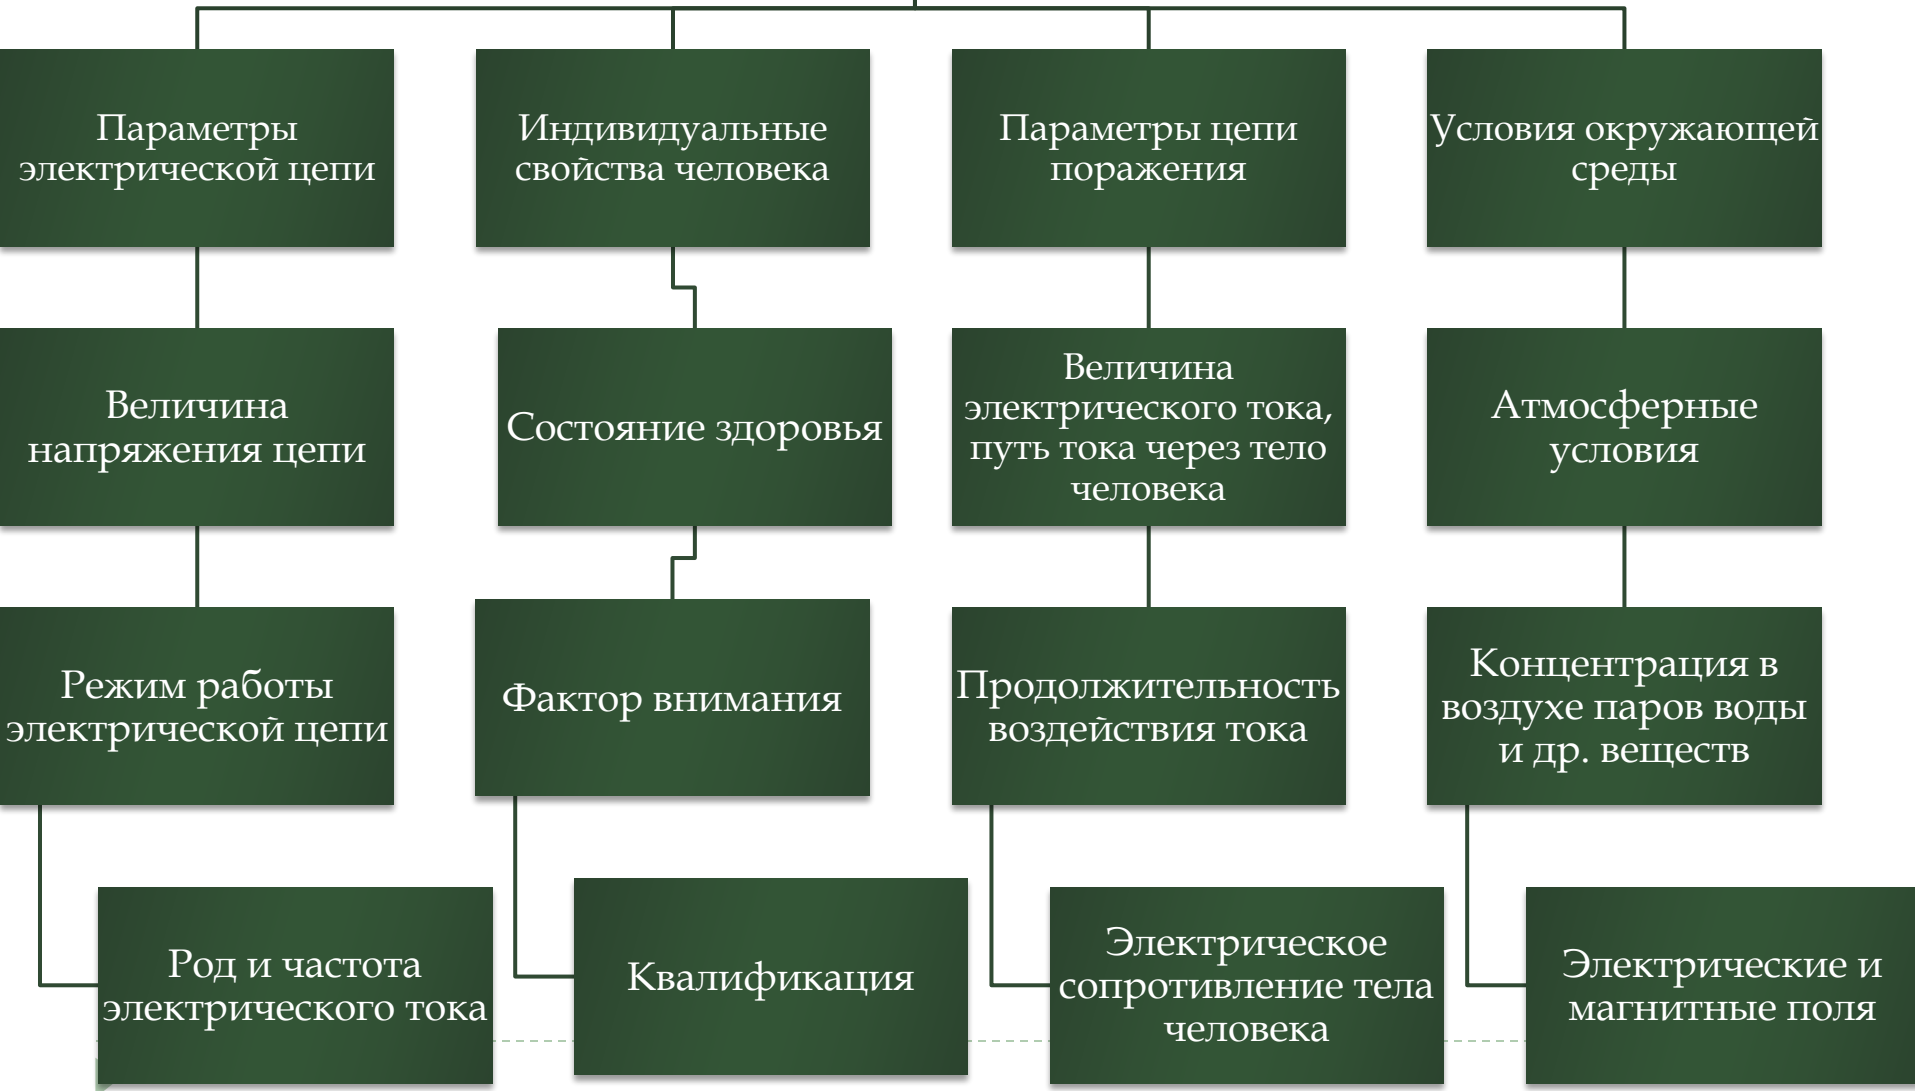 Параметры
электрической цепи
Индивидуальные
свойства человека
Параметры цепи
поражения
Условия окружающей
среды
Величина
напряжения цепи
Состояние здоровья
Величина
электрического тока,
путь тока через тело
человека
Атмосферные
условия
Режим работы
электрической цепи
Фактор внимания
Продолжительность
воздействия тока
Концентрация в
воздухе паров воды
и др. веществ
Род и частота
электрического тока
Квалификация
Электрическое
сопротивление тела
человека
Электрические и
магнитные поля